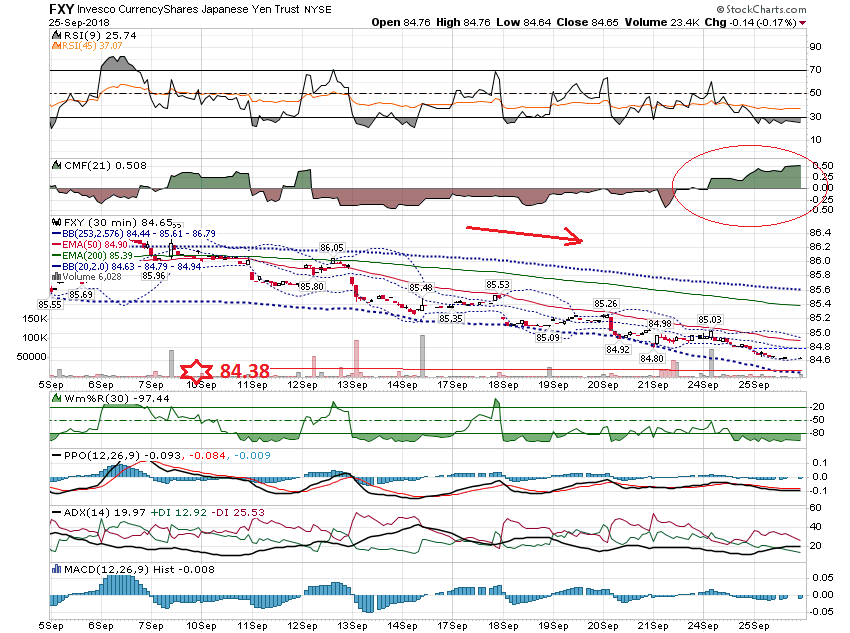 FXY Invesco CurrencyShares Japanese Yen Trust NYSE
© StockCharts.com
25-Sep-2018
Open 84.76 High 84.76 Low 84.64 Close 84.65 Volume 23.4K Chg -0.14 (-0.17%)
RSI(9) 25.74
RSI(45) 37.07
90
70
50
30
10
CMF(21) 0.508
0.50
0.25
0.00
-0.25
-0.50
FXY (30 min) 84.65
BB(253,2.576) 84.44 - 85.61 - 86.79
EMA(50) 84.90
EMA(200) 85.39
BB(20,2.0) 84.63 - 84.79 - 84.94
Volume 6,028
86.4
86.2
86.0
85.8
85.6
85.4
85.2
85.0
84.8
84.6
150K
100K
50000
85.55
85.69
85.96
85.80
86.05
85.48
85.35
85.53
85.09
85.26
84.92
84.98
84.80
85.03
84.38
5Sep 6Sep 7Sep 10Sep 11Sep 12Sep 13Sep 14Sep 17Sep 18Sep 19Sep 20Sep 21Sep 24Sep 25Sep
Wm%R(30) -97.44
-20
-50
-80
PPO(12,26,9) -0.093, -0.084, -0.009
0.1
0.0
-0.1
ADX(14) 19.97 +DI 12.92 -DI 25.53
60
40
20
MACD(12,26,9) Hist -0.008
0.05
0.00
-0.05
5Sep 6Sep 7Sep 10Sep 11Sep 12Sep 13Sep 14Sep 17Sep 18Sep 19Sep 20Sep 21Sep 24Sep 25Sep